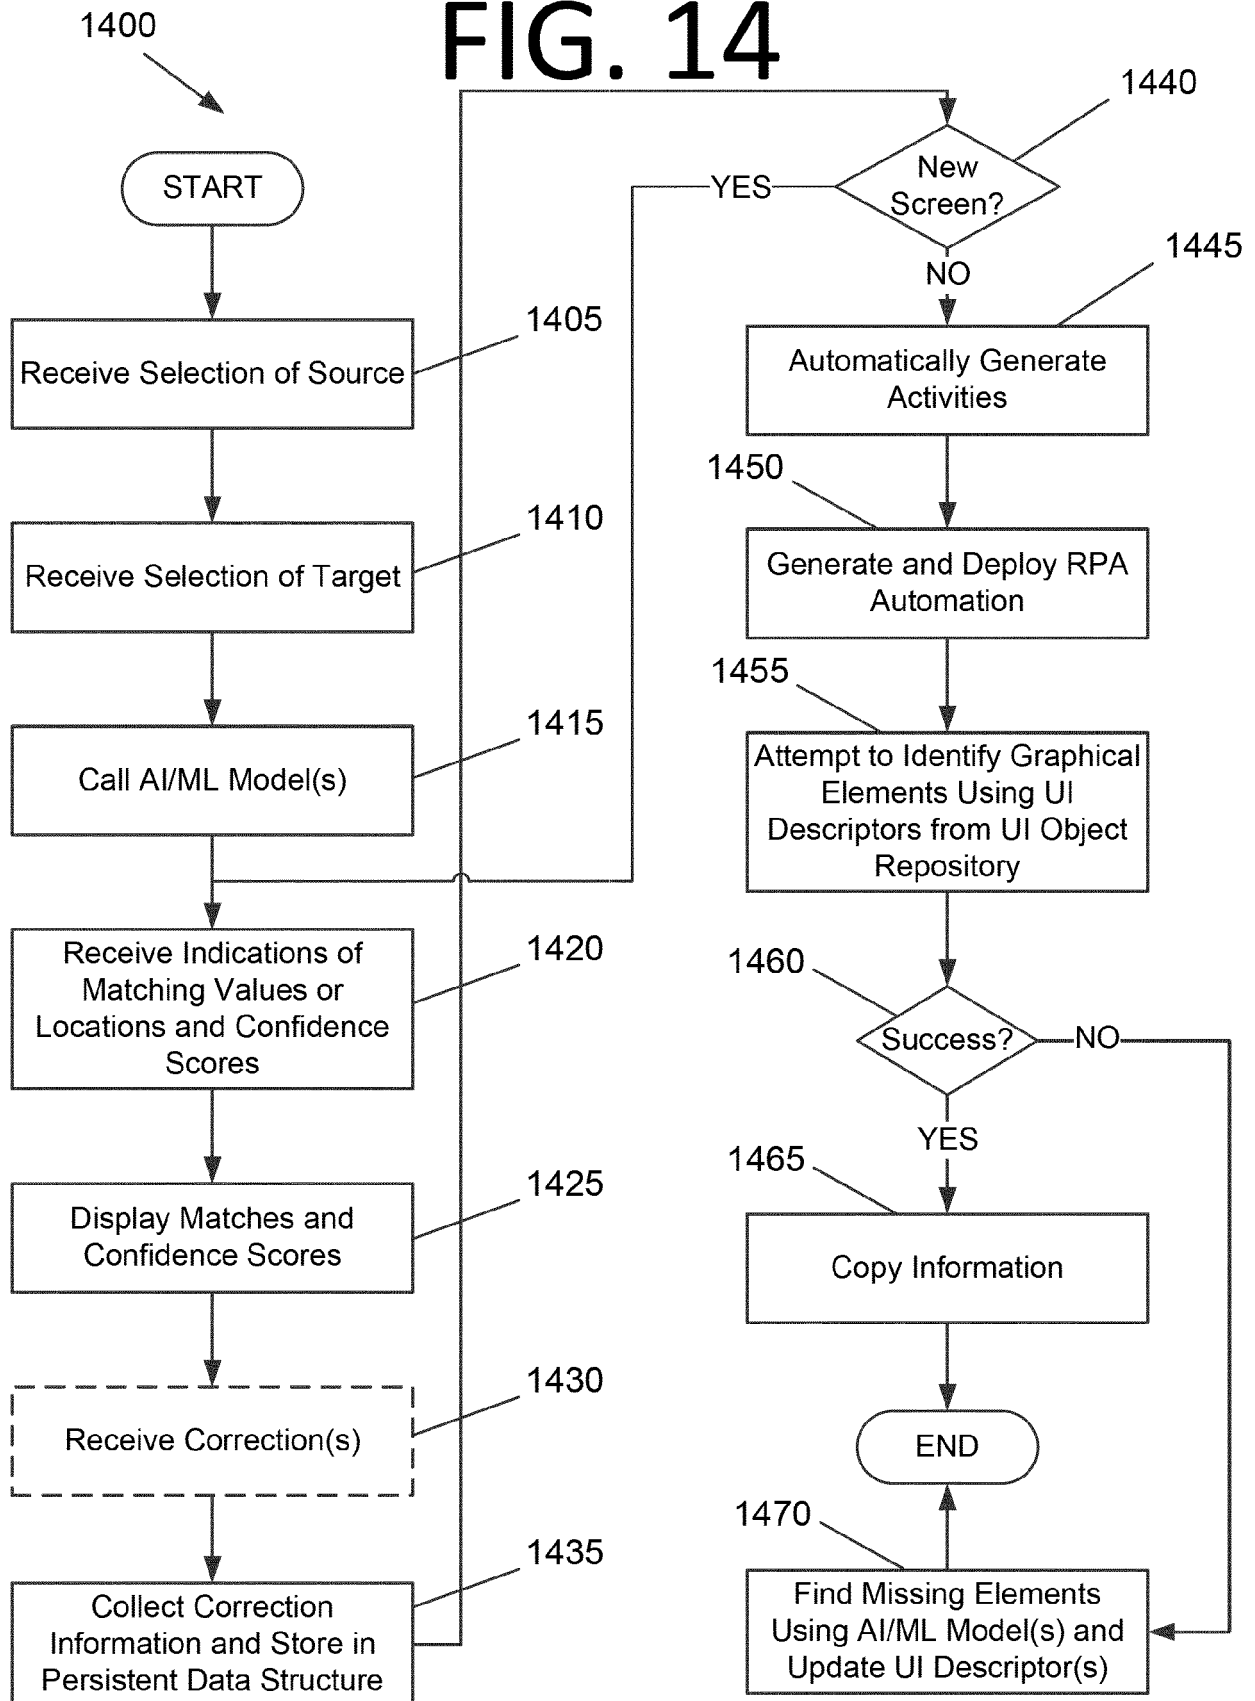 FIG. 14
1400
START
1405
Receive Selection of Source
1410
Receive Selection of Target
1415
Call AI/ML Model(s)
1420
Receive Indications of
Matching Values or
Locations and Confidence
Scores
1425
Display Matches and
Confidence Scores
1430
Receive Correction(s)
1435
Collect Correction
Information and Store in
Persistent Data Structure
1440
New
Screen?
YES
NO
1445
Automatically Generate
Activities
1450
Generate and Deploy RPA
Automation
1455
Attempt to Identify Graphical
Elements Using UI
Descriptors from UI Object
Repository
1460
Success?
NO
YES
1465
Copy Information
END
1470
Find Missing Elements
Using AI/ML Model(s) and
Update UI Descriptor(s)